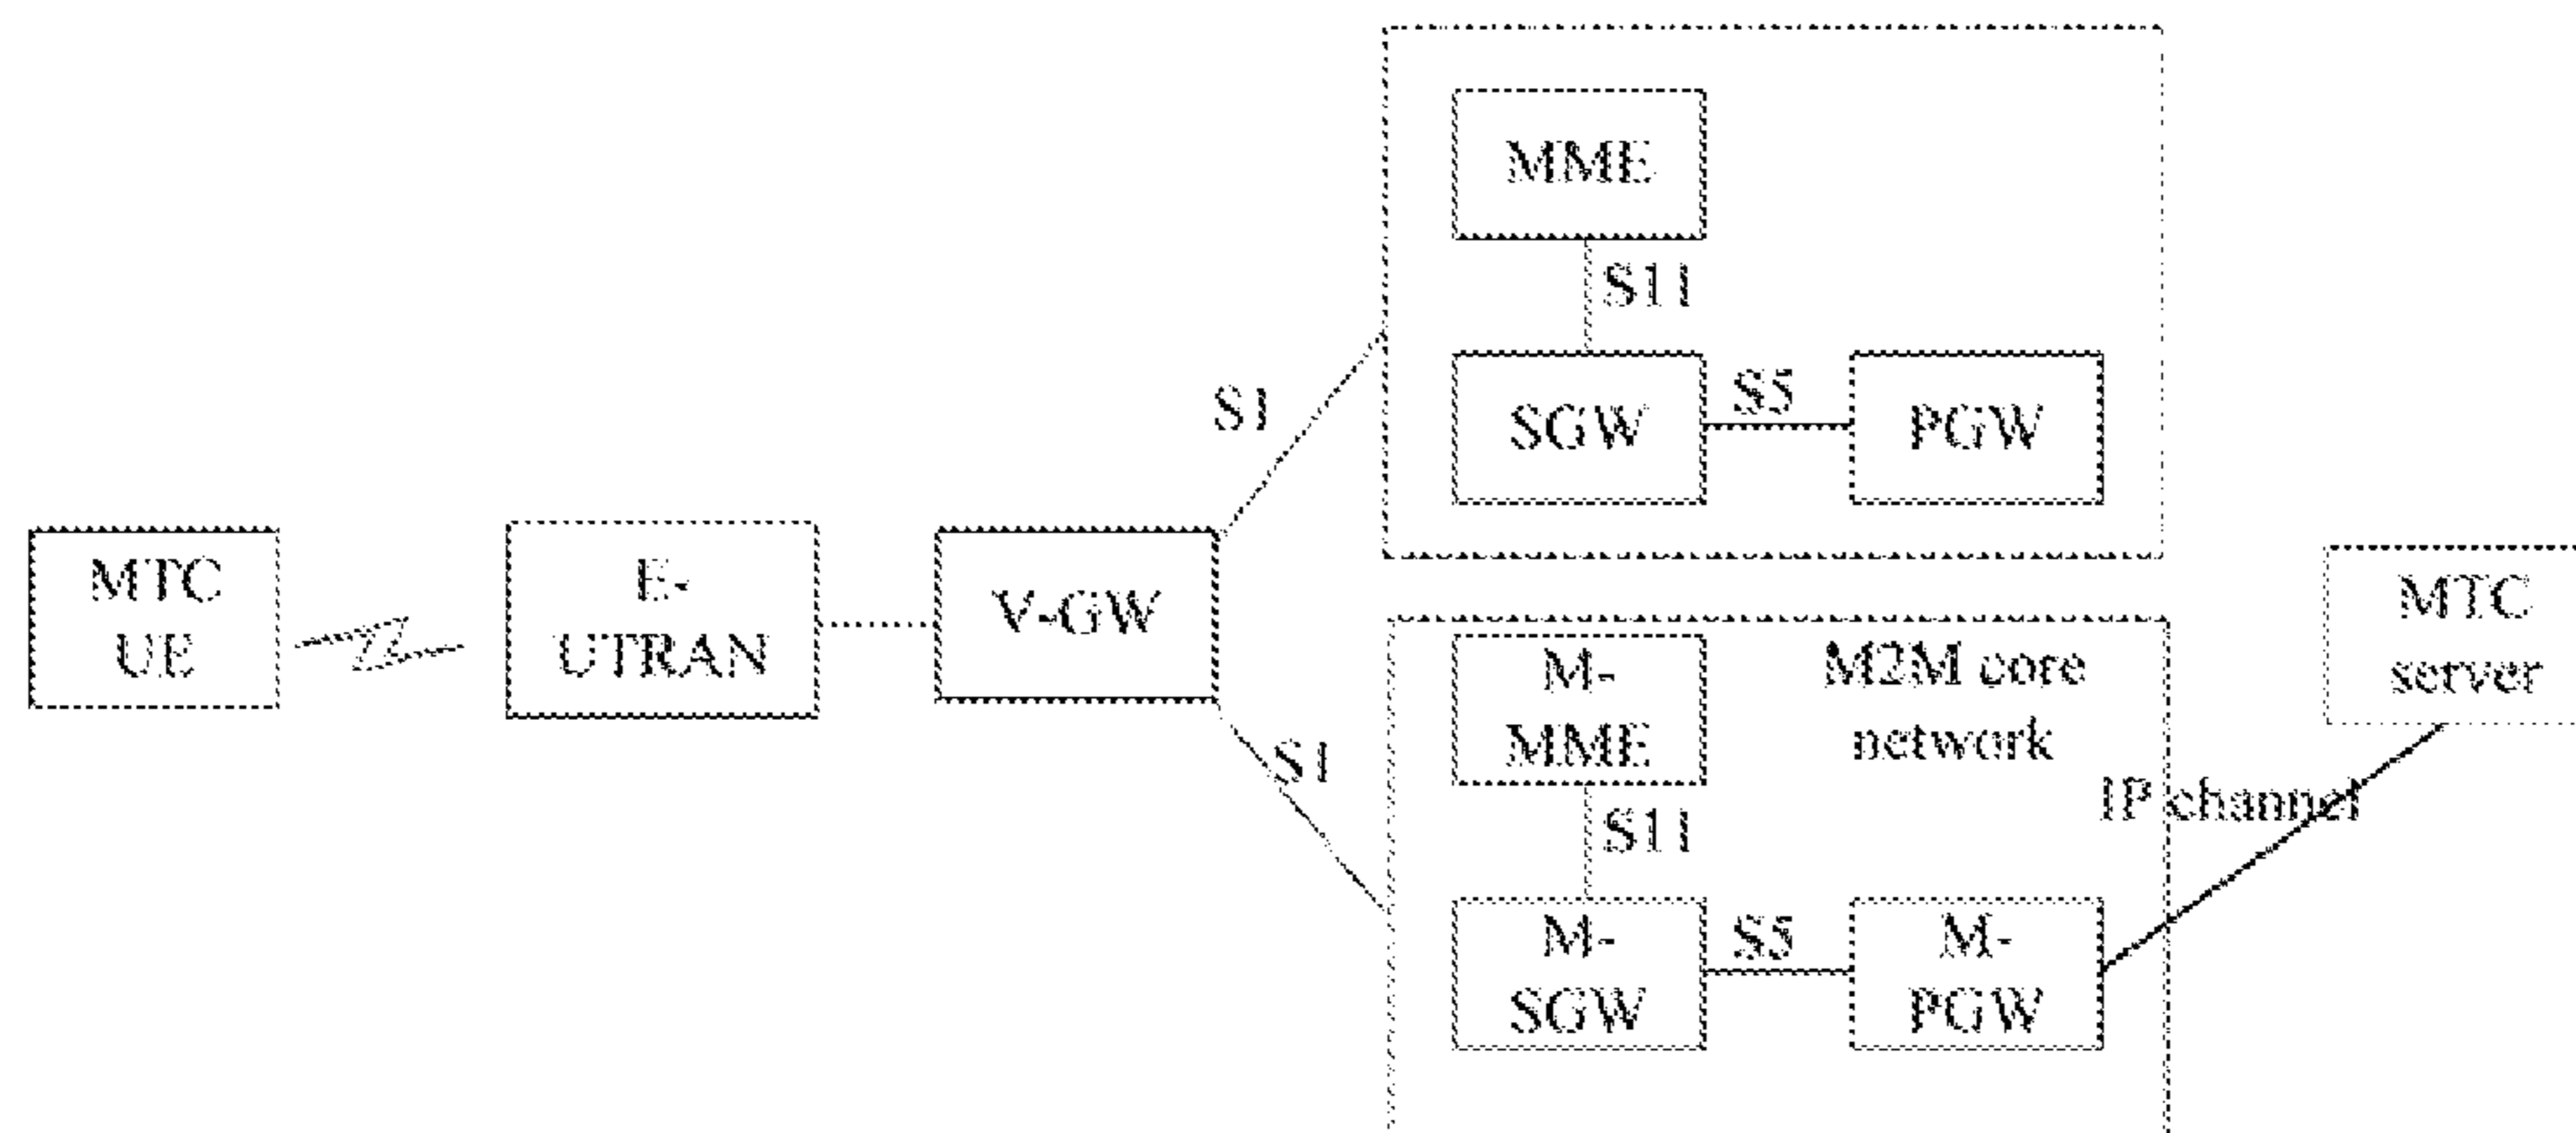 MME
S11
SGW
S5
PGW
S1
MTC
UE
E-
UTRAN
V-GW
S1
M-
MME
M2M core
network
S11
M-
SGW
S5
M-
PGW
IP channel
MTC
server